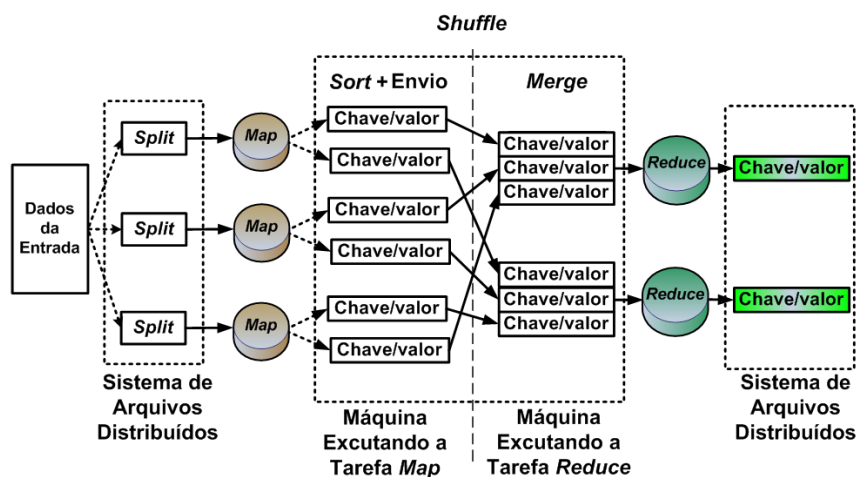 Shuffle
Sort + Envio
Merge
Dados
da
Entrada
Split
Split
Split
Map
Map
Map
Chave/valor
Chave/valor
Chave/valor
Chave/valor
Chave/valor
Chave/valor
Chave/valor
Chave/valor
Chave/valor
Chave/valor
Chave/valor
Chave/valor
Reduce
Reduce
Chave/valor
Chave/valor
Sistema de
Arquivos
Distribuídos
Máquina
Excutando a
Tarefa Map
Máquina
Excutando a
Tarefa Reduce
Sistema de
Arquivos
Distribuídos